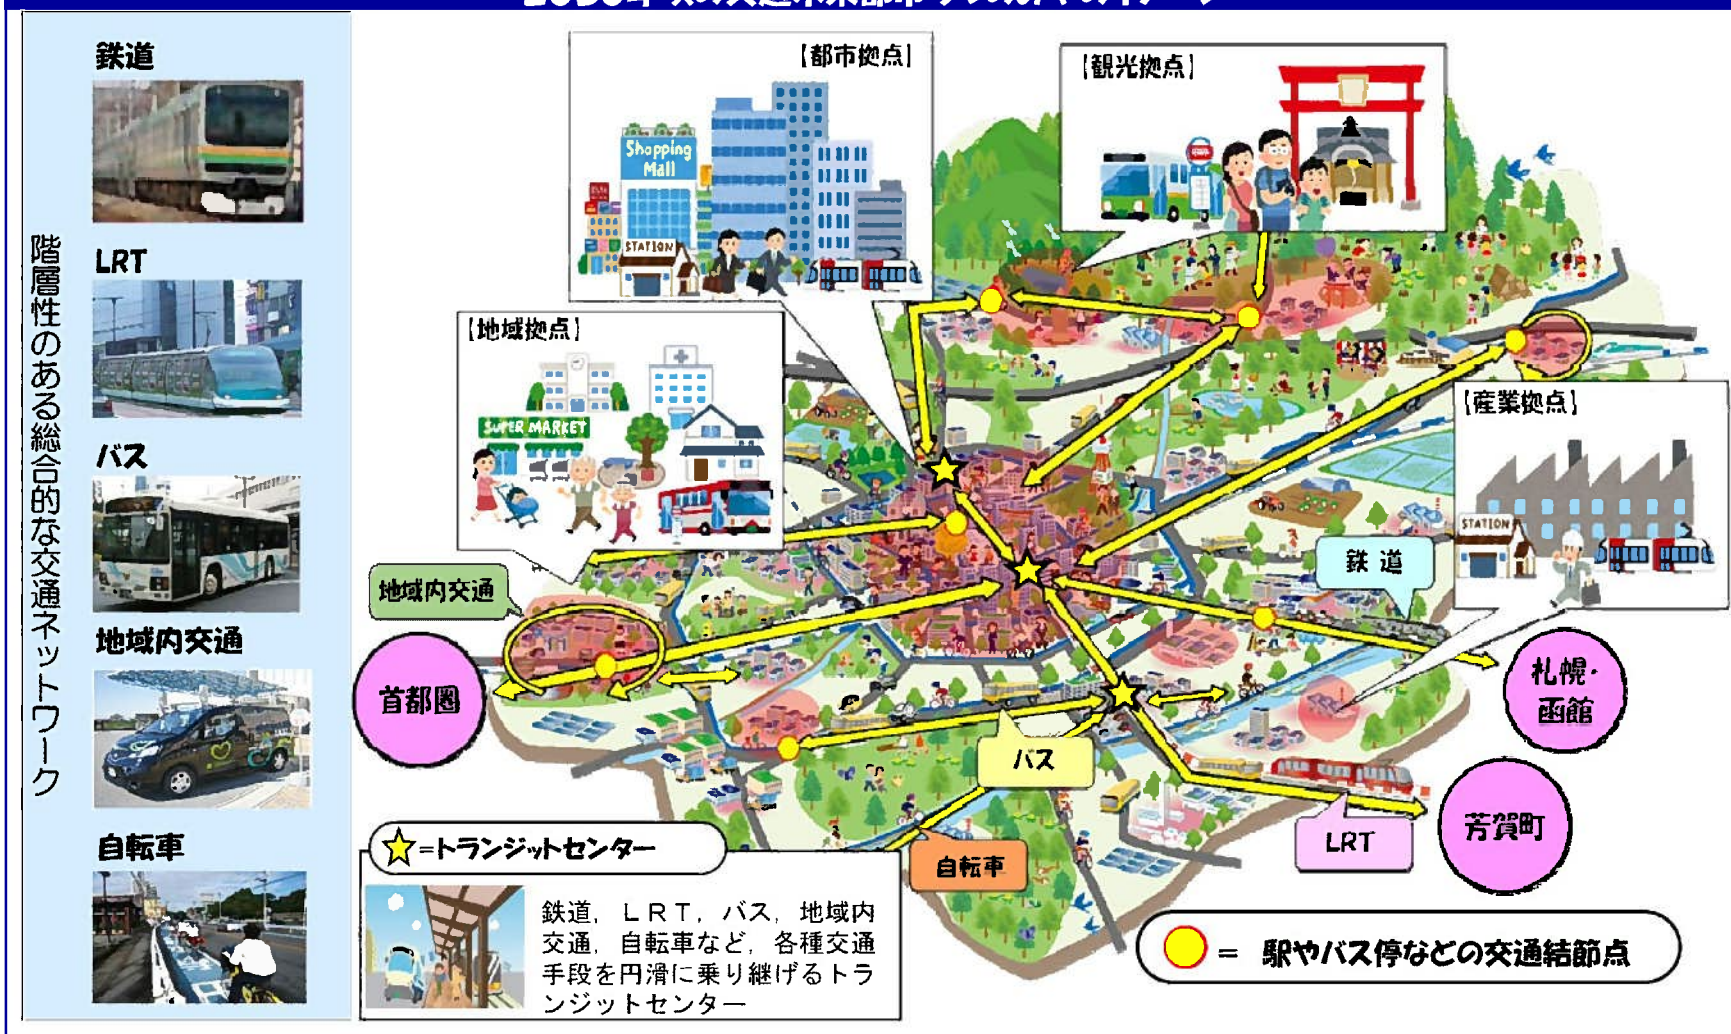 階層性のある総合的な交通ネットワーク
鉄道
LRT
バス
地域内交通
自転車
【都市拠点】
Shopping
Mall
STATION
【観光拠点】
【地域拠点】
SUPER MARKET
【産業拠点】
STATION
地域内交通
鉄道
首都圏
札幌・
函館
バス
芳賀町
LRT
自転車
☆=トランジットセンター
鉄道，ＬＲＴ，バス，地域内
交通，自転車など，各種交通
手段を円滑に乗り継げるトラ
ンジットセンター
= 駅やバス停などの交通結節点